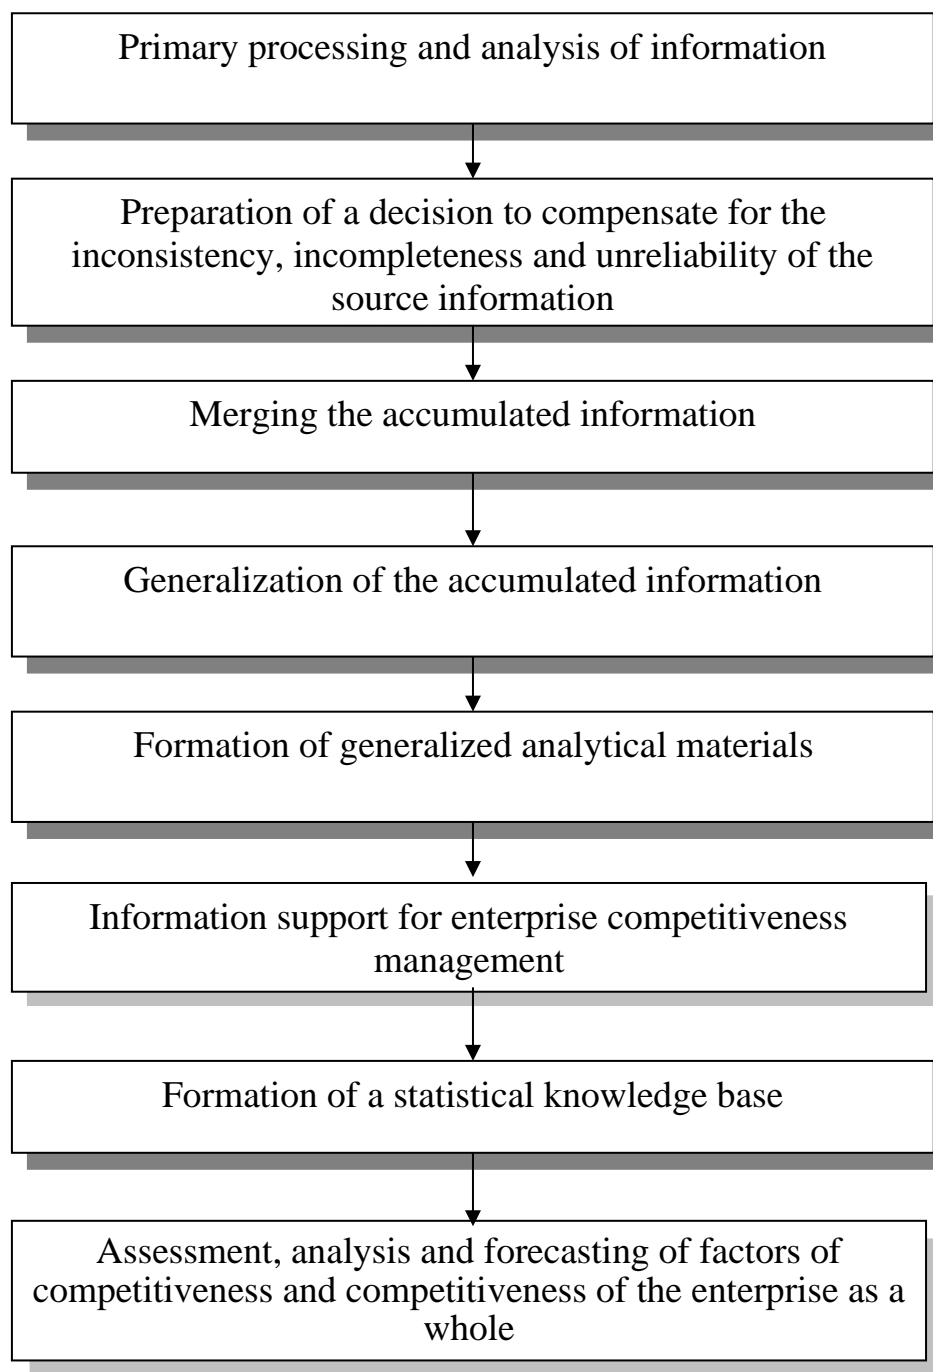 Primary processing and analysis of information
Preparation of a decision to compensate for the
inconsistency, incompleteness and unreliability of the
source information
Merging the accumulated information
Generalization of the accumulated information
Formation of generalized analytical materials
Information support for enterprise competitiveness
management
Formation of a statistical knowledge base
Assessment, analysis and forecasting of factors of
competitiveness and competitiveness of the enterprise as a
whole